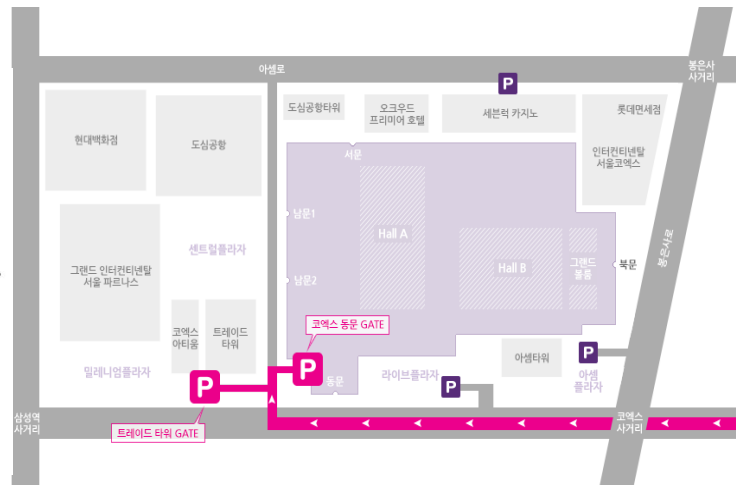 P
봉은사
사거리
아셈로
도심공항타워
오크우드
프리미어 호텔
세븐럭 카지노
롯데면세점
현대백화점
도심공항
인터컨티넨탈
서울코엑스
서문
남문1
Hall A
센트럴플라자
그랜드 인터컨티넨탈
서울 파르나스
남문2
Hall B
그랜드
볼룸
북문
봉은사로
코엑스
아티움
트레이드
타워
코엑스 동문 GATE
밀레니엄플라자
P
P
동문
라이브플라자
P
아셈타워
P
아셈
플라자
삼성역
사거리
트레이드 타워 GATE
코엑스
사거리